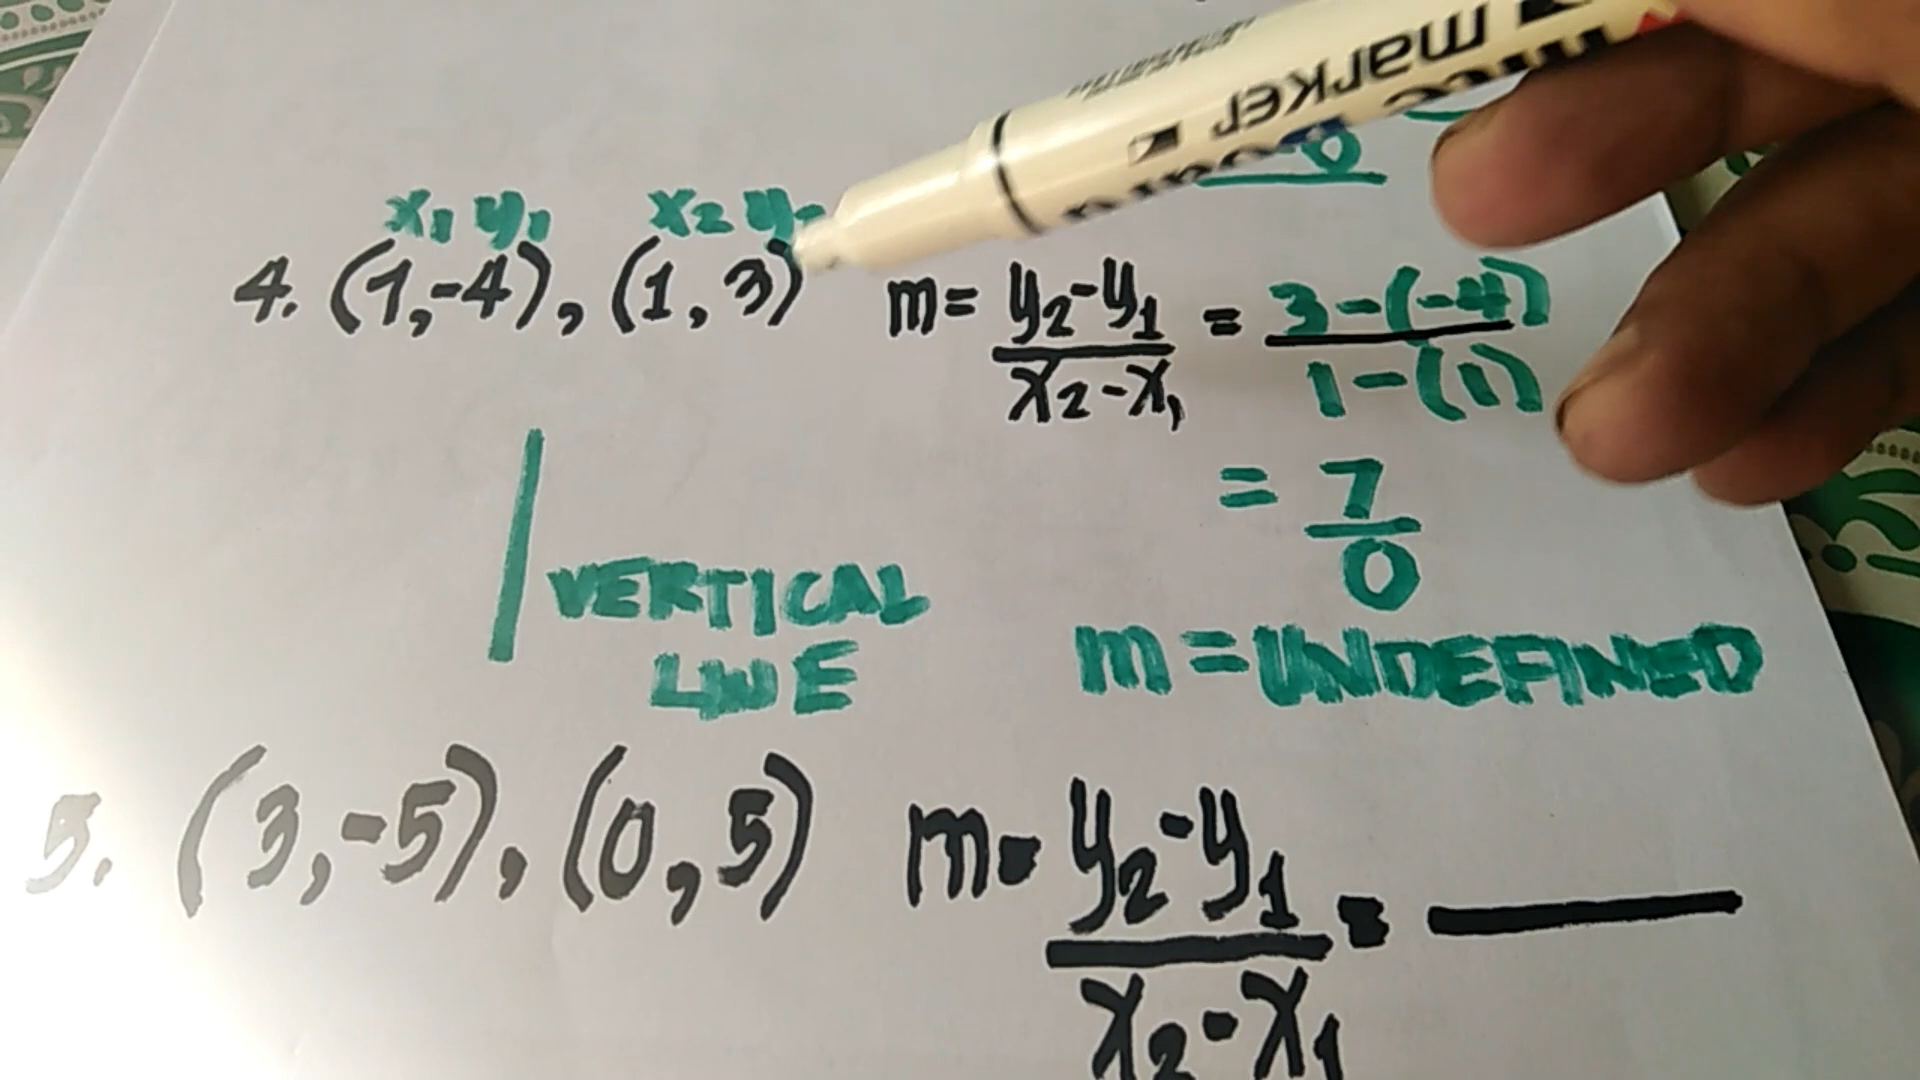 marker
0
x₁ y₁ x₂ y
4. (1,-4), (1, 3) m = y₂-y₁ / x₂-x₁ = 3-(-4) / 1-(1)
= 7 / 0
VERTICAL
LINE
m = UNDEFINED
5. (3,-5), (0,5) m = y₂-y₁ / x₂-x₁ =